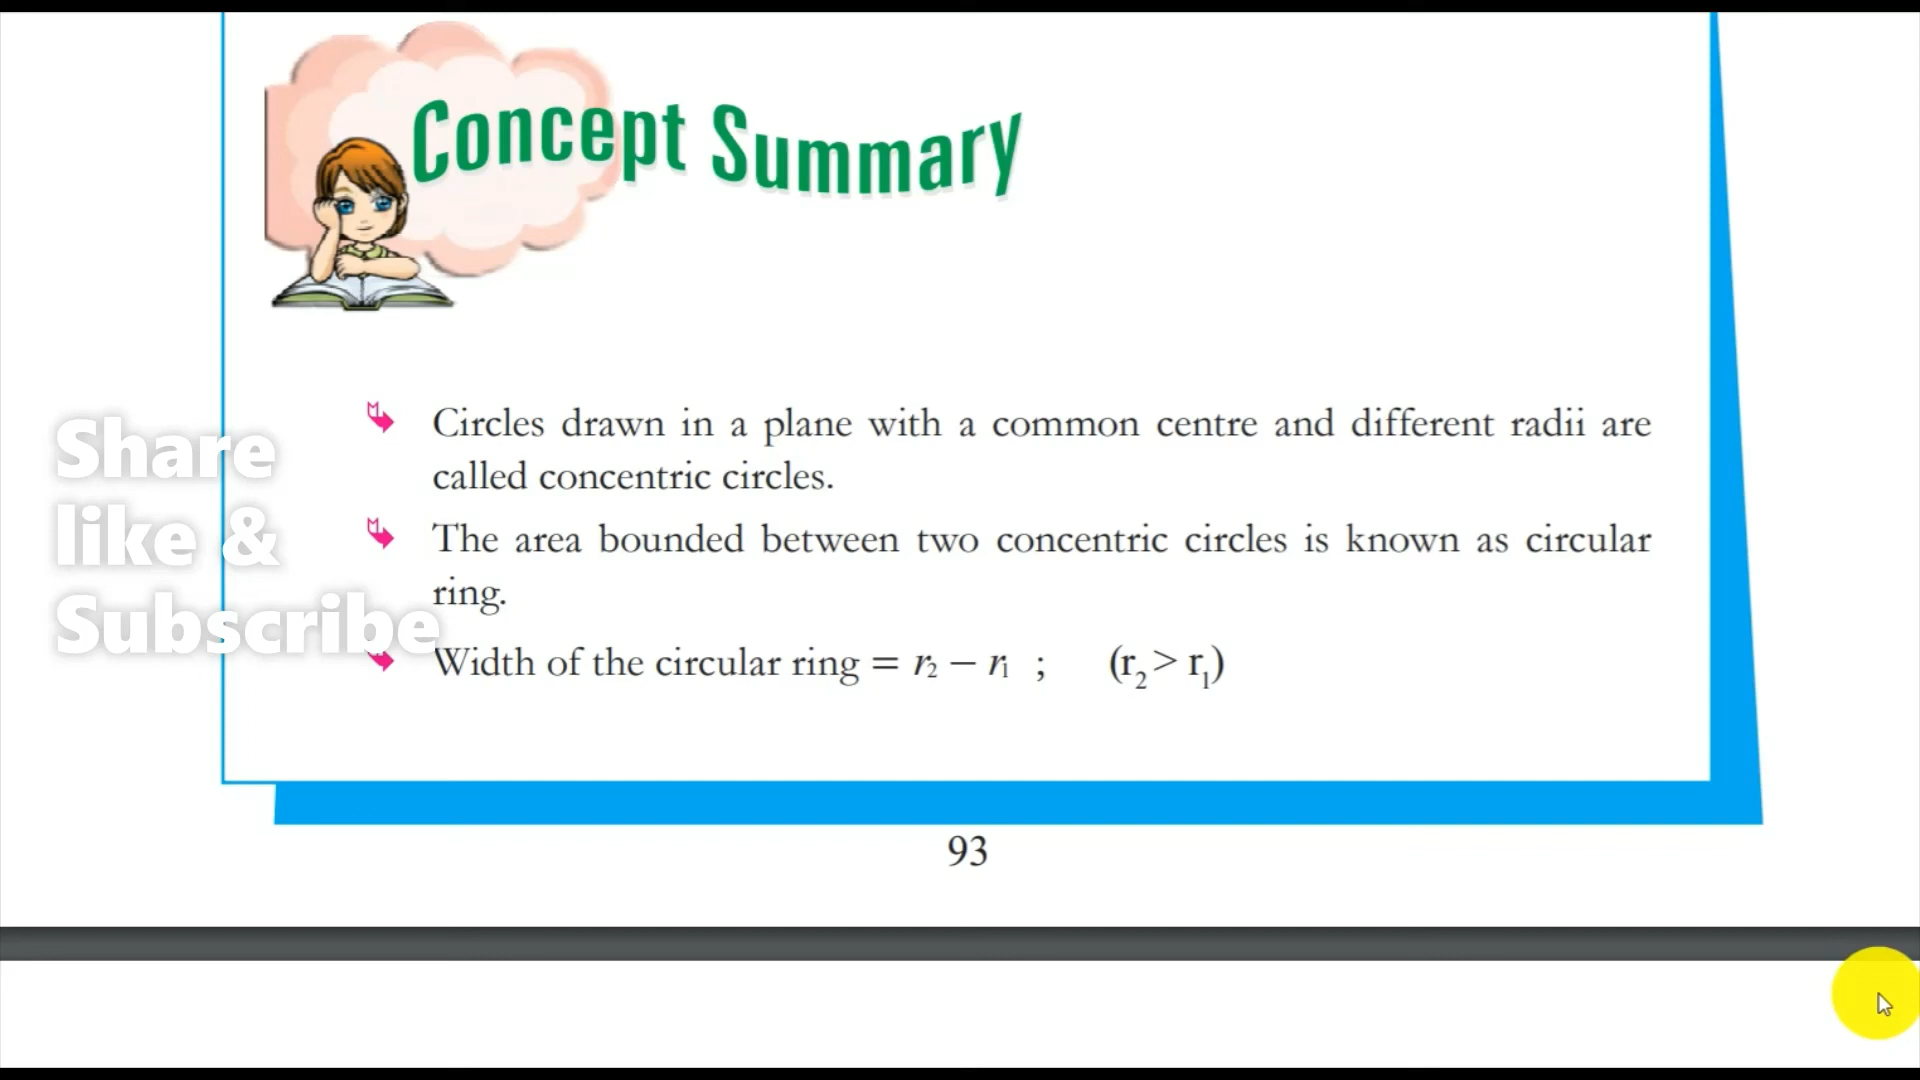 Concept Summary
Circles drawn in a plane with a common centre and different radii are
called concentric circles.
The area bounded between two concentric circles is known as circular
ring.
Width of the circular ring = r₂ − r₁ ; (r₂ > r₁)
93
Share
like &
Subscribe